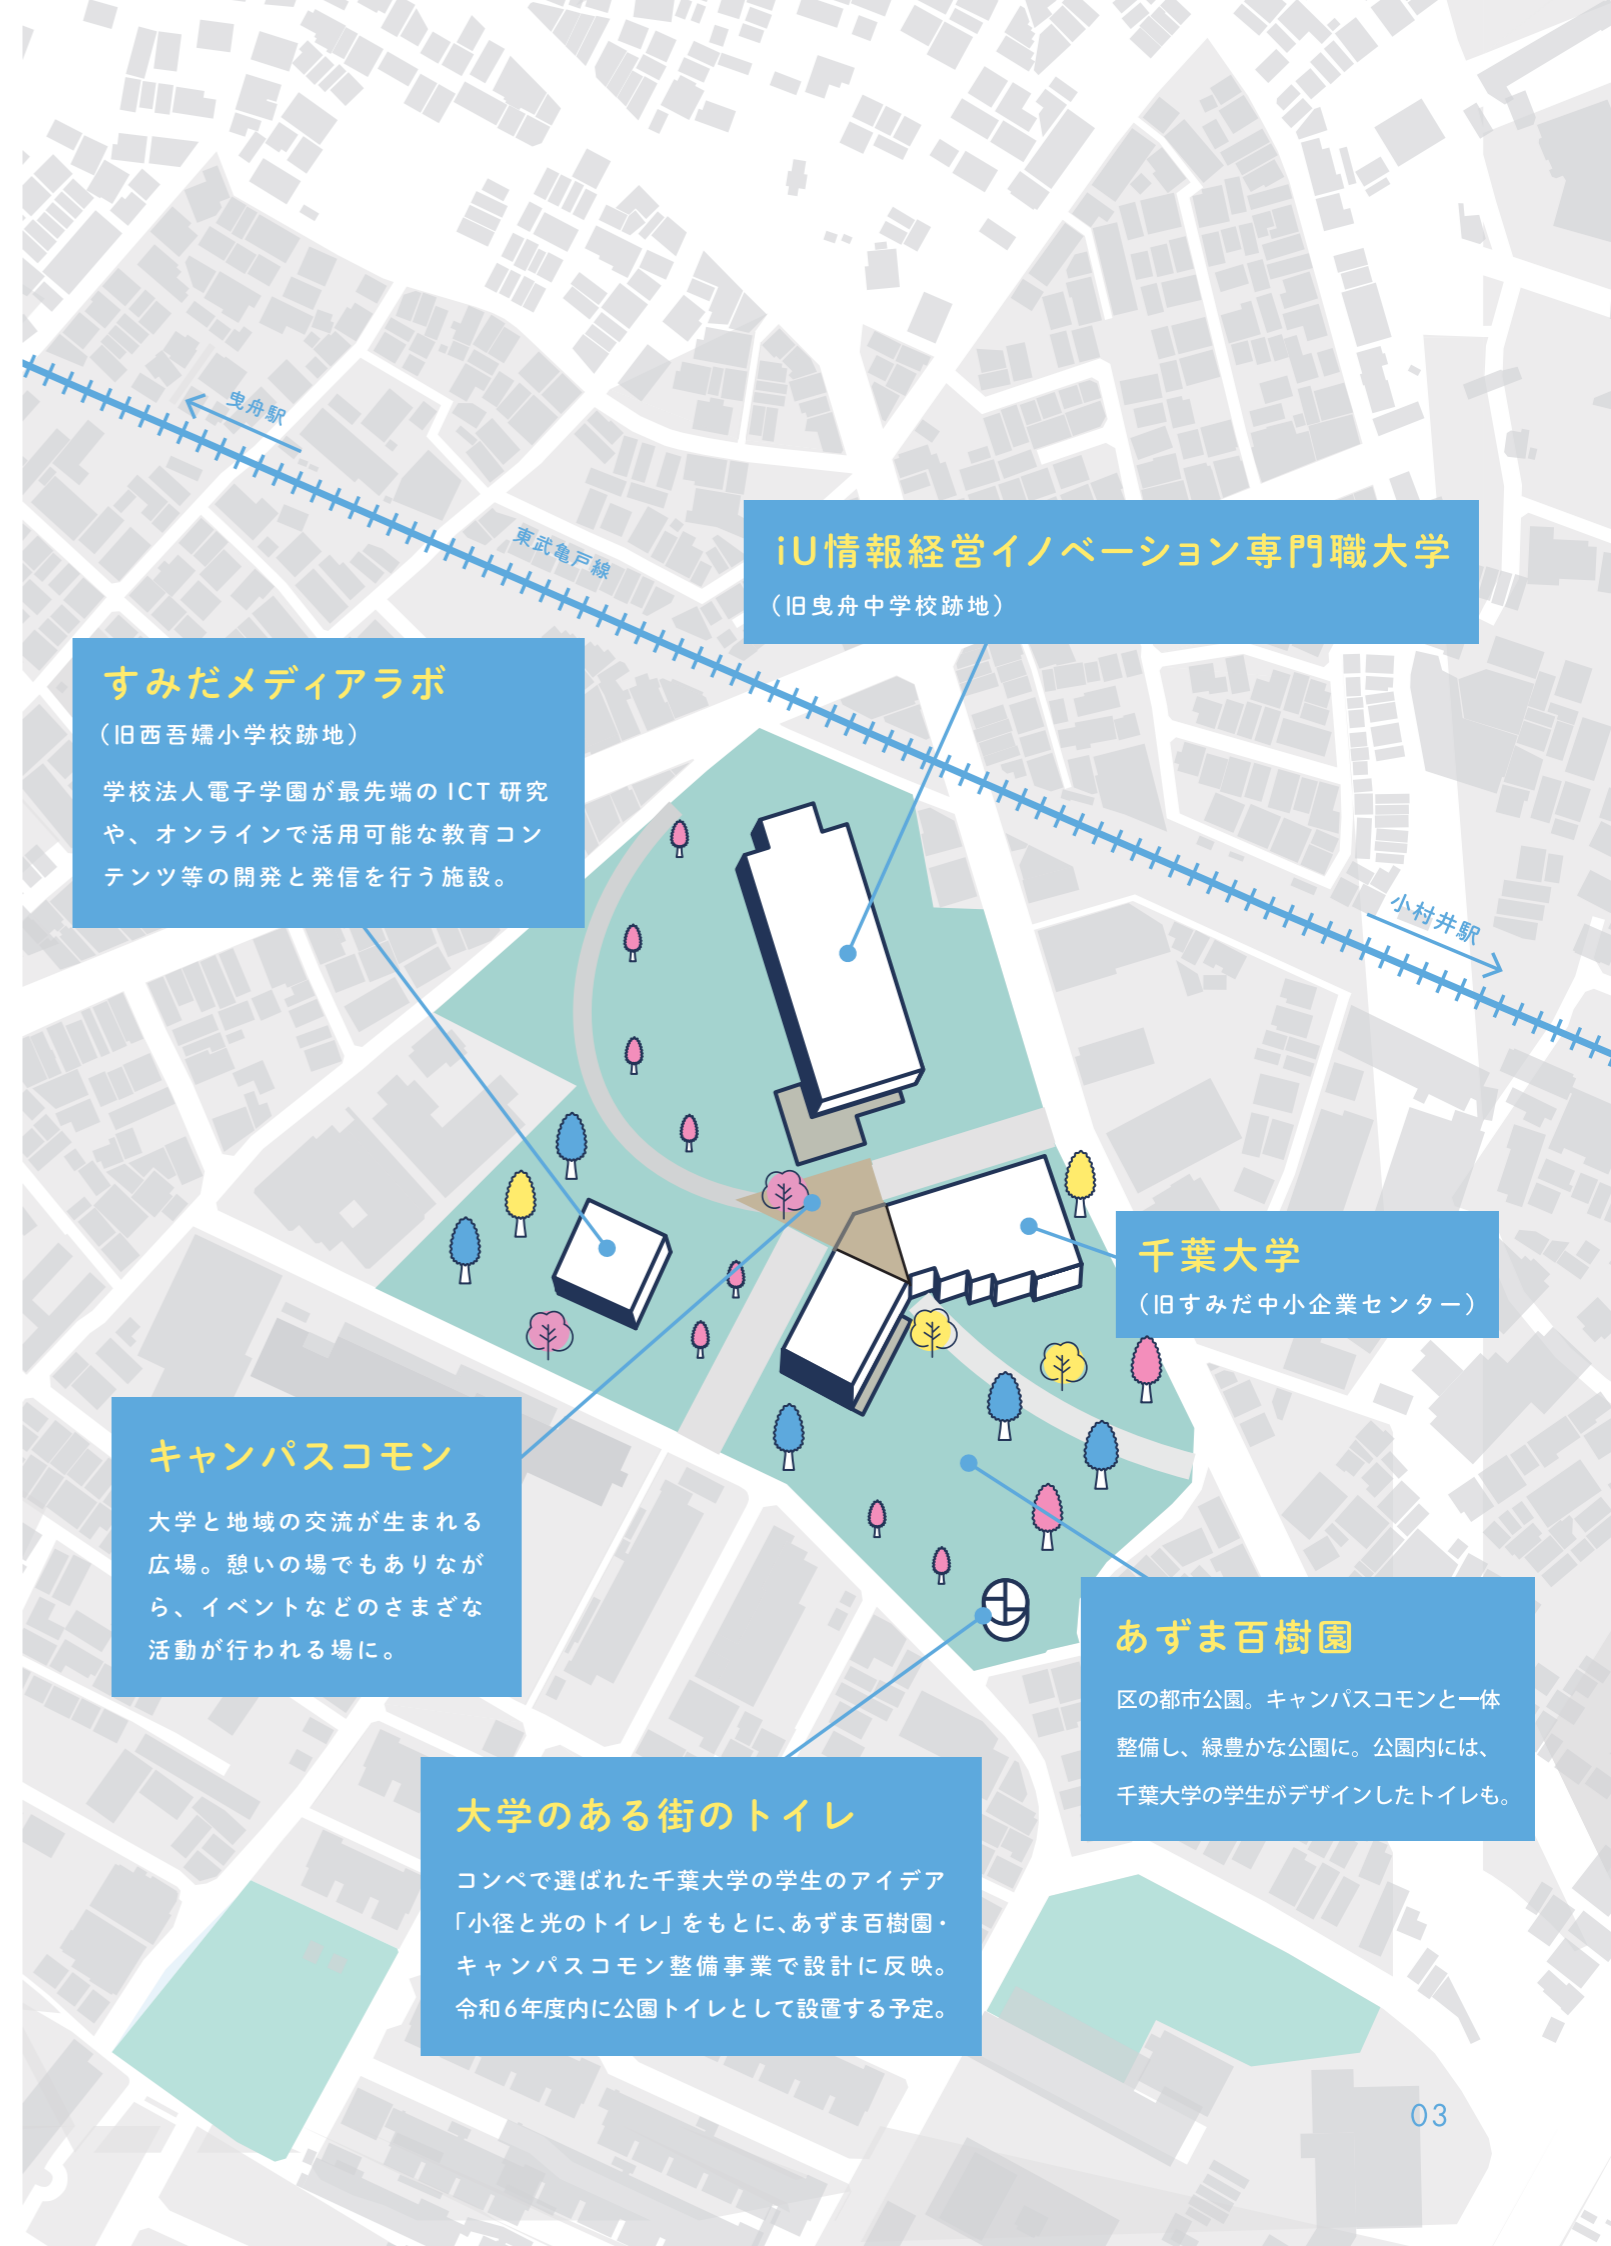 曳舟駅
東武亀戸線
iU情報経営イノベーション専門職大学
（旧曳舟中学校跡地）
すみだメディアラボ
（旧西吾嬬小学校跡地）
学校法人電子学園が最先端の ICT 研究
や、オンラインで活用可能な教育コン
テンツ等の開発と発信を行う施設。
小村井駅
千葉大学
（旧すみだ中小企業センター）
キャンパスコモン
大学と地域の交流が生まれる
広場。憩いの場でもありなが
ら、イベントなどのさまざな
活動が行われる場に。
あずま百樹園
区の都市公園。キャンパスコモンと一体
整備し、緑豊かな公園に。公園内には、
千葉大学の学生がデザインしたトイレも。
大学のある街のトイレ
コンペで選ばれた千葉大学の学生のアイデア
「小径と光のトイレ」をもとに、あずま百樹園・
キャンパスコモン整備事業で設計に反映。
令和6年度内に公園トイレとして設置する予定。
03